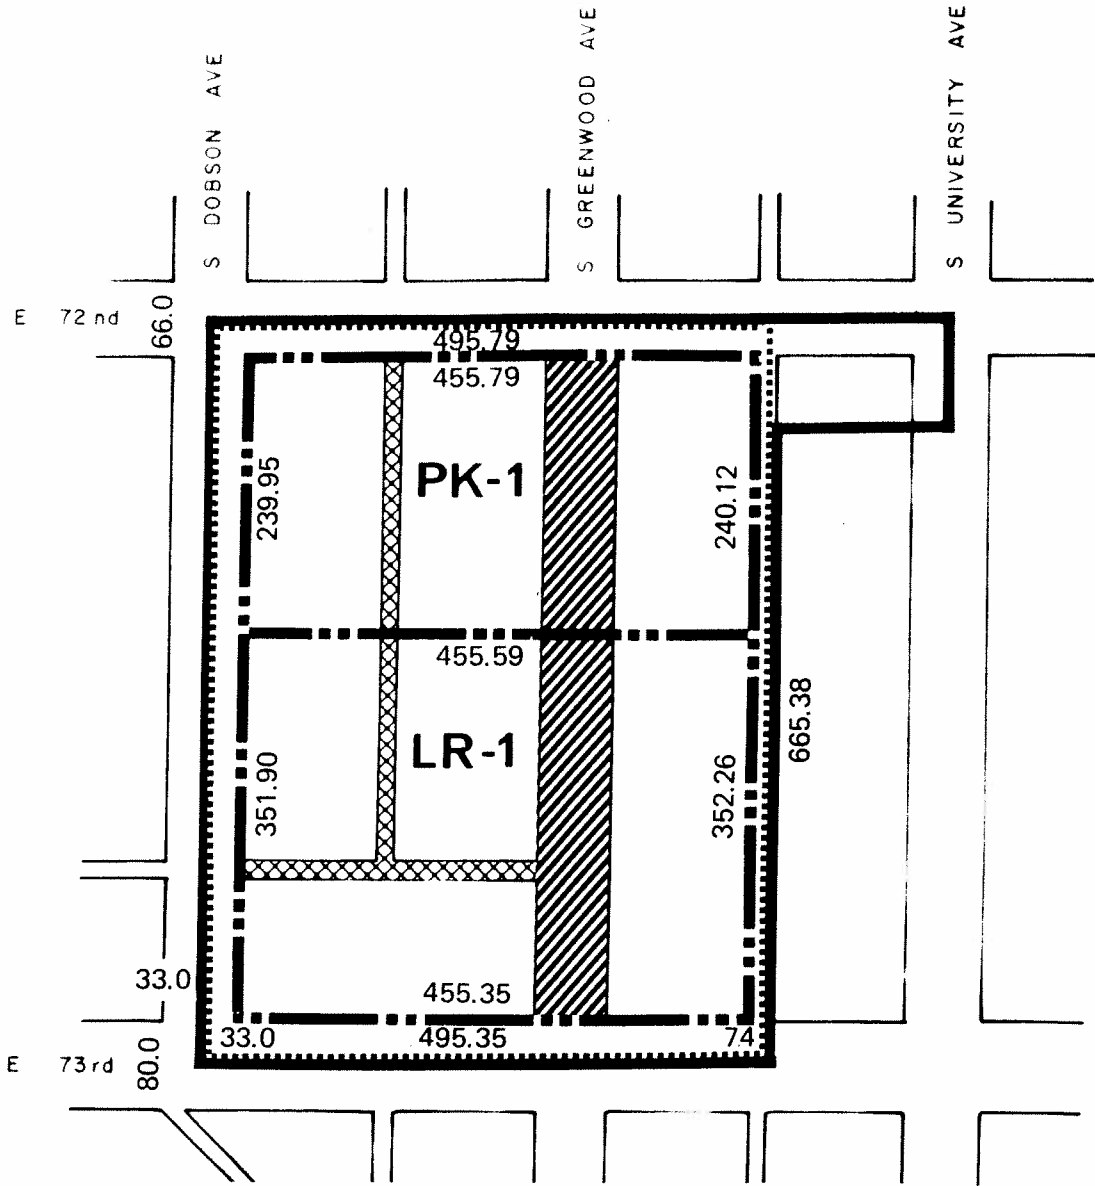 S DOBSON AVE
S GREENWOOD AVE
S UNIVERSITY AVE
E 72 nd
66.0
495.79
455.79
239.95
PK-1
240.12
455.59
LR-1
351.90
352.26
665.38
33.0
455.35
33.0
495.35
74
E 73 rd
80.0